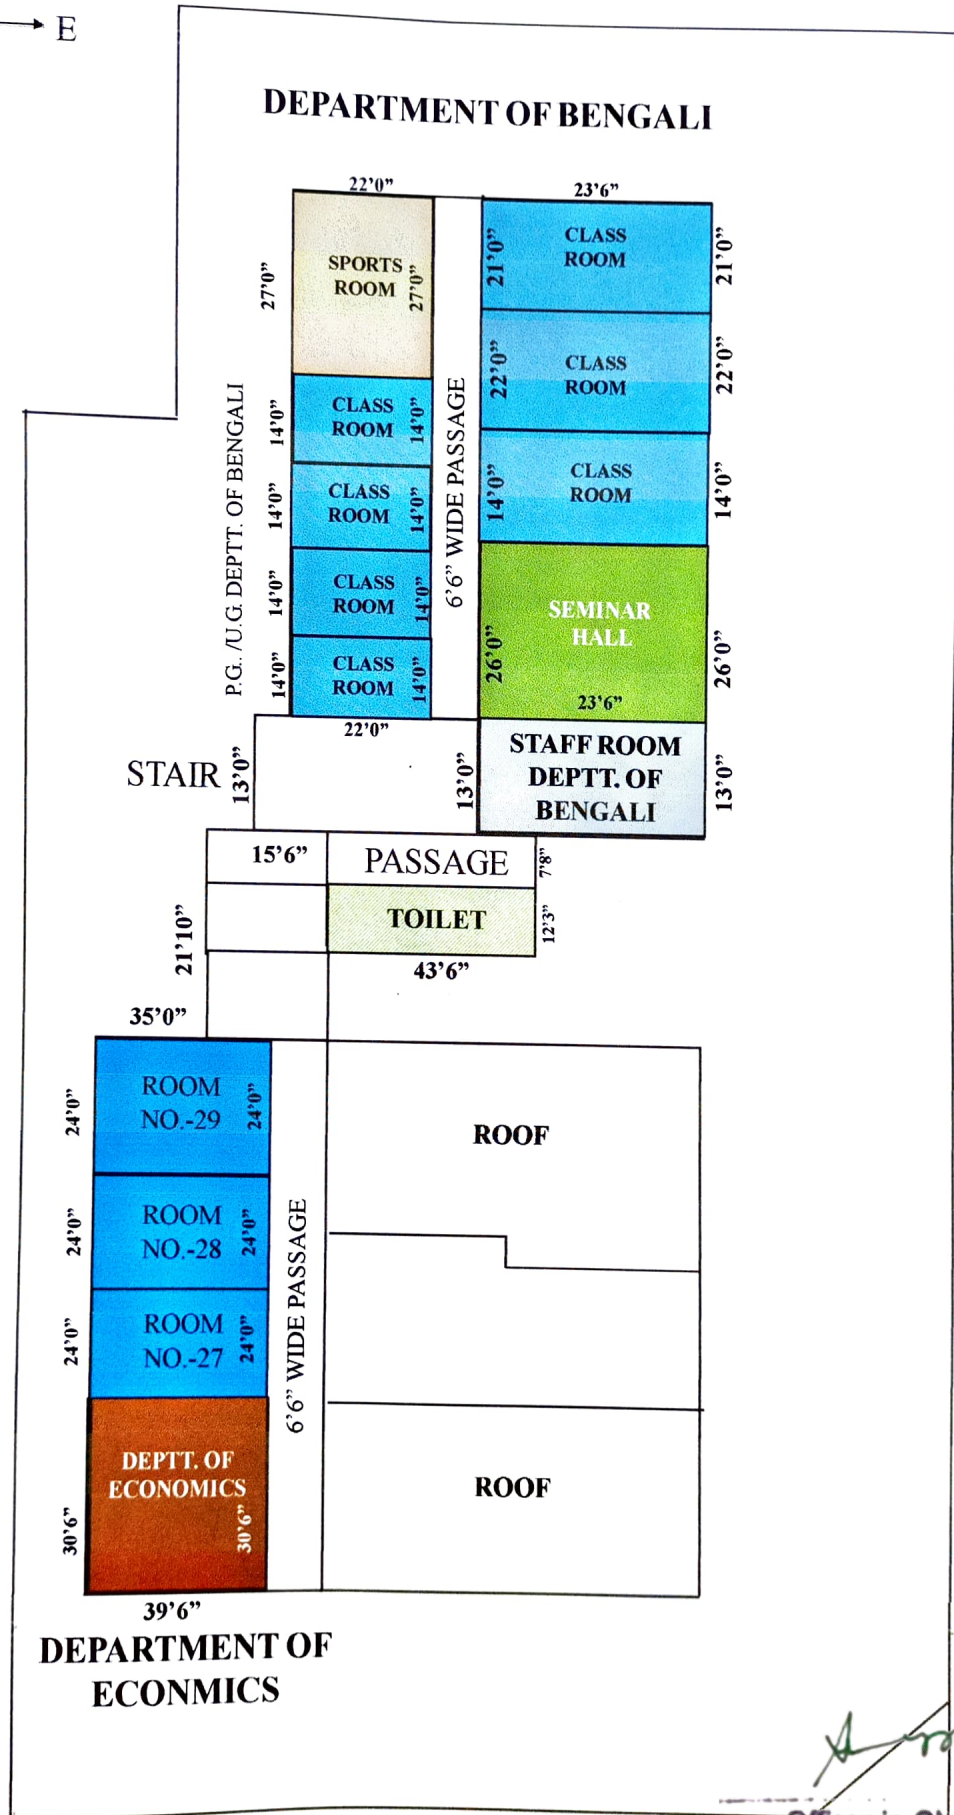 E
DEPARTMENT OF BENGALI
22’0”
23’6”
SPORTS
ROOM
27’0”
27’0”
CLASS
ROOM
21’0”
21’0”
CLASS
ROOM
22’0”
22’0”
CLASS
ROOM
14’0”
14’0”
CLASS
ROOM
14’0”
14’0”
CLASS
ROOM
14’0”
14’0”
CLASS
ROOM
14’0”
14’0”
CLASS
ROOM
14’0”
14’0”
P.G. /U.G. DEPTT. OF BENGALI
6’6” WIDE PASSAGE
SEMINAR
HALL
26’0”
26’0”
23’6”
22’0”
STAIR
13’0”
13’0”
STAFF ROOM
DEPTT. OF
BENGALI
13’0”
15’6”
PASSAGE
7’8”
TOILET
12’3”
21’10”
43’6”
35’0”
ROOM
NO.-29
24’0”
24’0”
ROOM
NO.-28
24’0”
24’0”
ROOM
NO.-27
24’0”
24’0”
6’6” WIDE PASSAGE
ROOF
ROOF
DEPTT. OF
ECONOMICS
30’6”
30’6”
39’6”
DEPARTMENT OF
ECONMICS